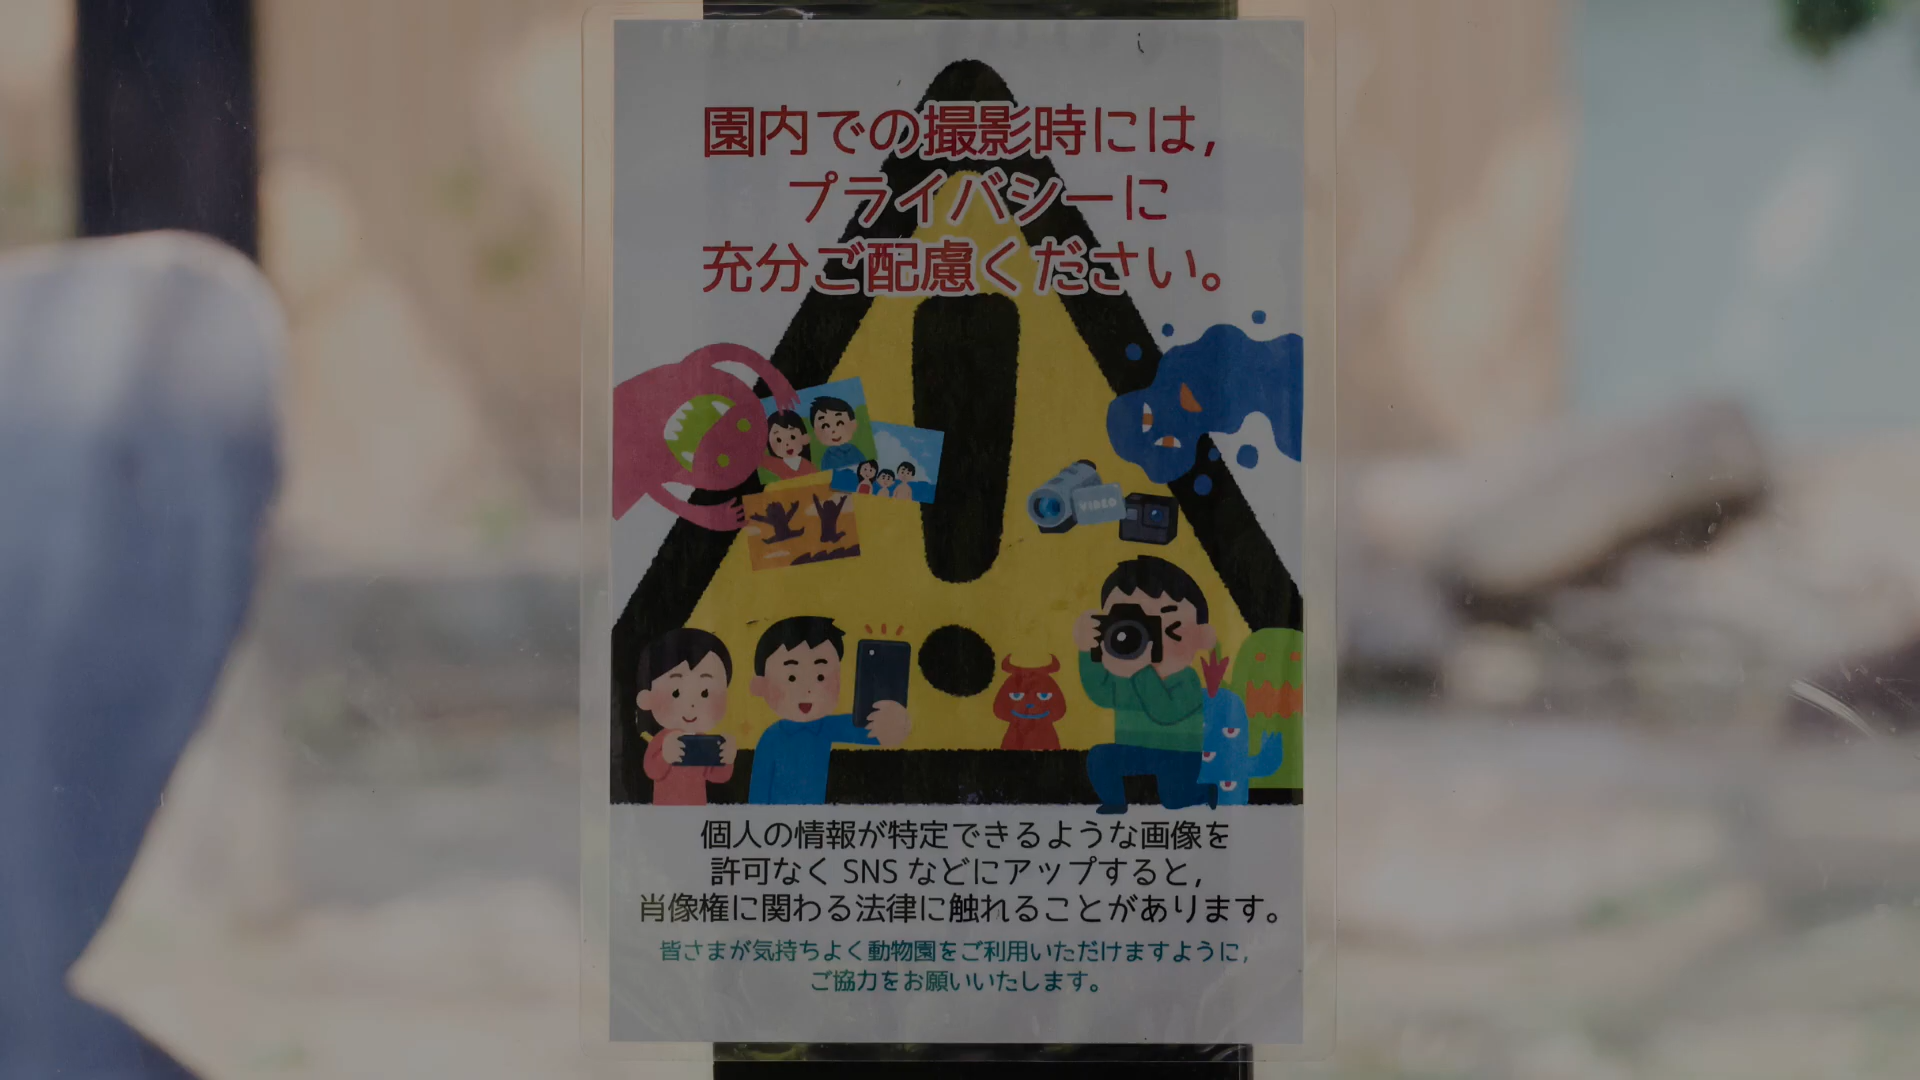 園内での撮影時には,
プライバシーに
充分ご配慮ください。
VIDEO
個人の情報が特定できるような画像を
許可なく SNS などにアップすると,
肖像権に関わる法律に触れることがあります。
皆さまが気持ちよく動物園をご利用いただけますように,
ご協力をお願いいたします。